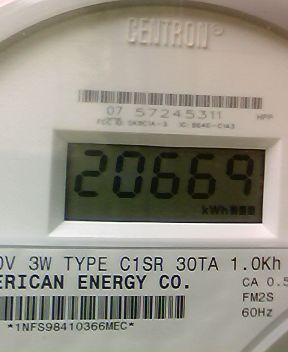 CENTRON®
07 57245311
HPP
20669
kWh
0V 3W TYPE C1SR 30TA 1.0Kh
ERICAN ENERGY CO.
CA 0.5
FM2S
60Hz
*1NFS98410366MEC*